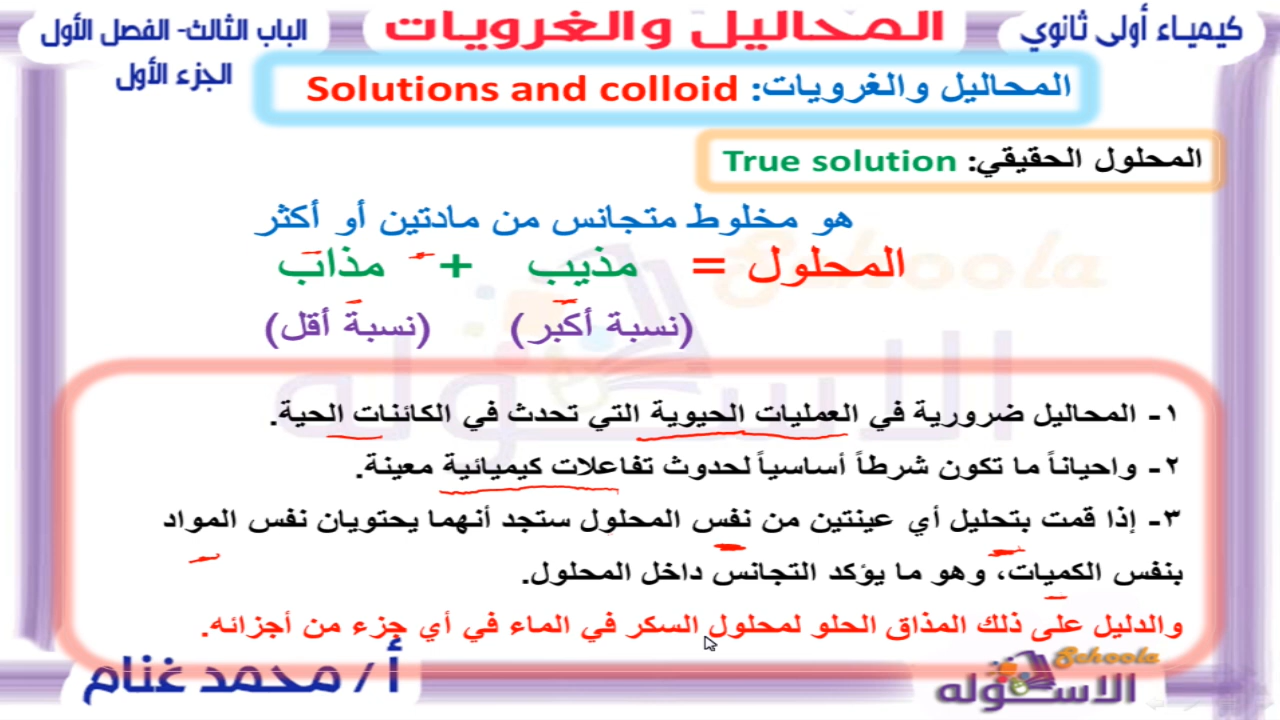 كيمياء أولى ثانوي
المحاليل والغرويات
الباب الثالث- الفصل الأول
الجزء الأول
المحاليل والغرويات: Solutions and colloid
المحلول الحقيقي: True solution
هو مخلوط متجانس من مادتين أو أكثر
المحلول = مذيب + مذاب
(نسبة أكبر) (نسبة أقل)
١- المحاليل ضرورية في العمليات الحيوية التي تحدث في الكائنات الحية.
٢- واحياناً ما تكون شرطاً أساسياً لحدوث تفاعلات كيميائية معينة.
٣- إذا قمت بتحليل أي عينتين من نفس المحلول ستجد أنهما يحتويان نفس المواد
بنفس الكميات، وهو ما يؤكد التجانس داخل المحلول.
والدليل على ذلك المذاق الحلو لمحلول السكر في الماء في أي جزء من أجزائه.
أ / محمد غنام
Schoola
الاسكوله
Schoola
الاسكوله